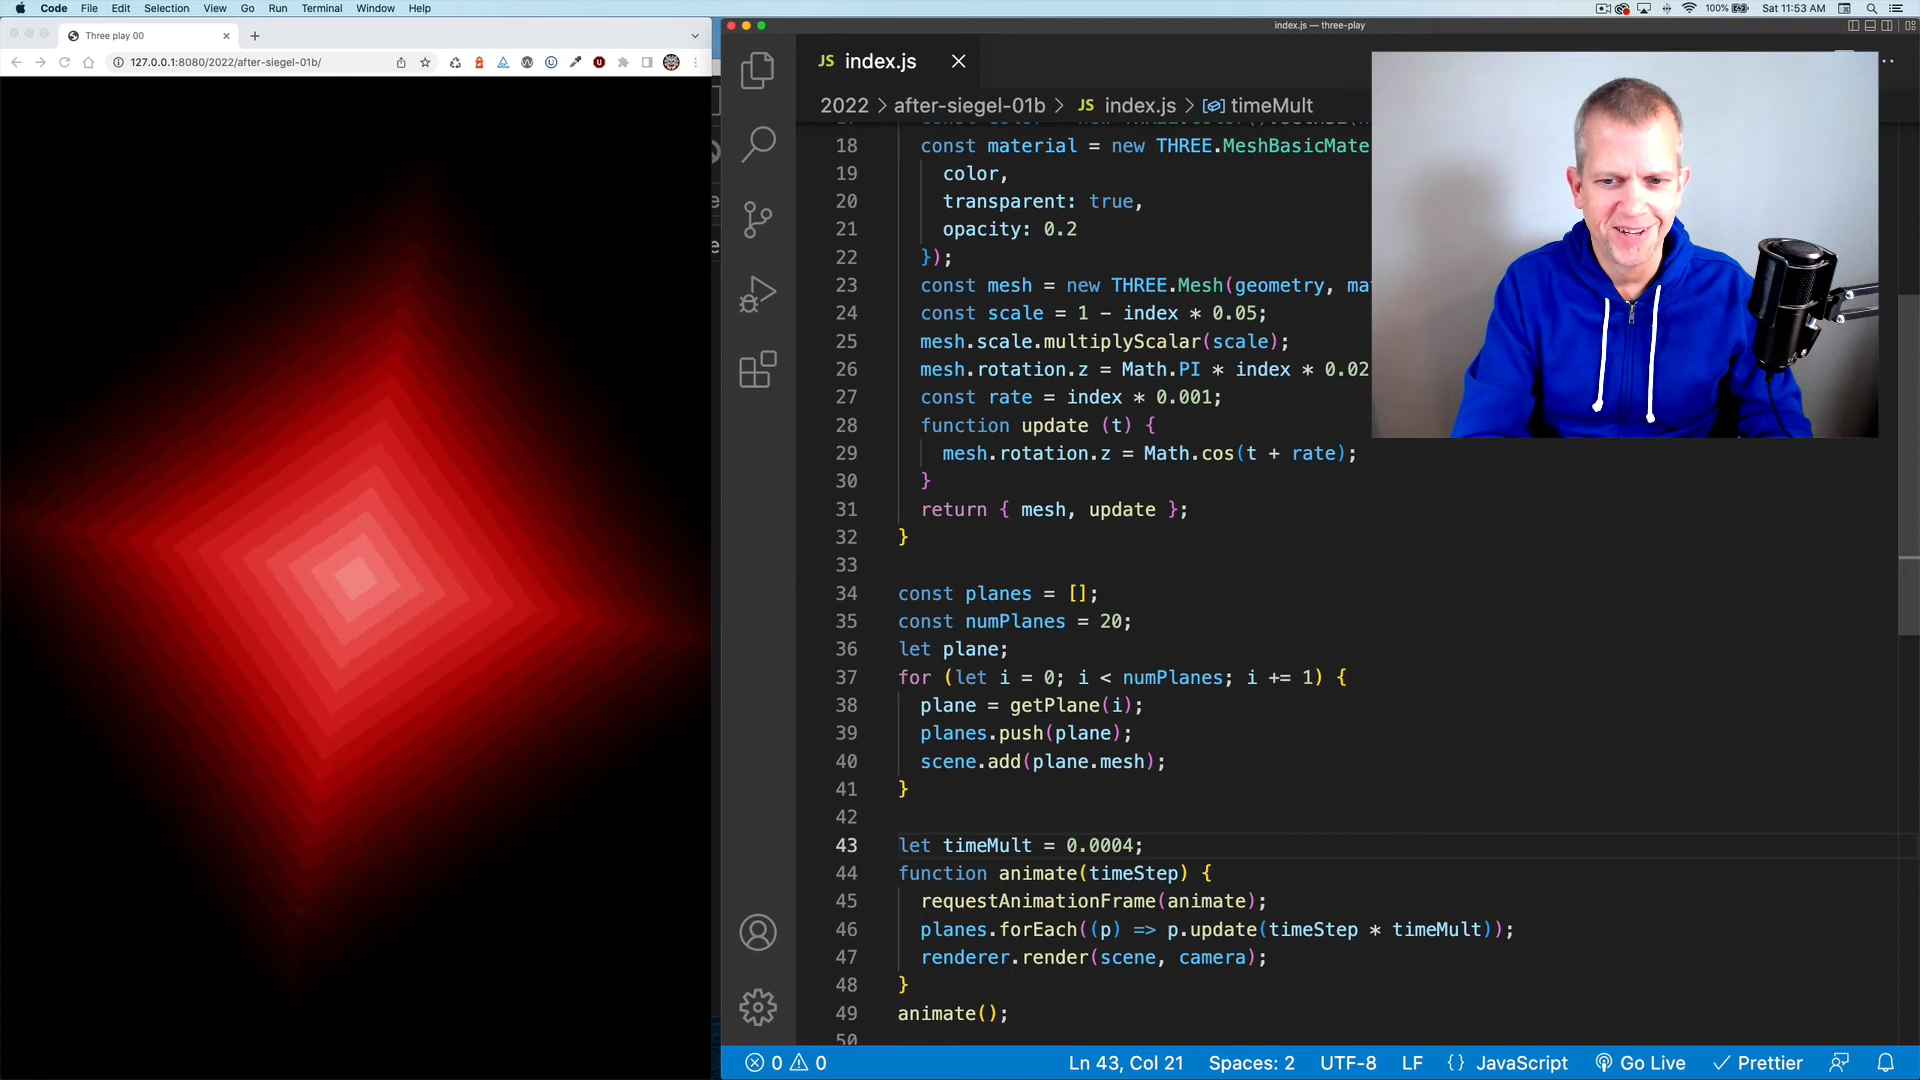 Code File Edit Selection View Go Run Terminal Window Help
100% Sat 11:53 AM
Three play 00
127.0.0.1:8080/2022/after-siegel-01b/
index.js — three-play
JS index.js
2022 > after-siegel-01b > JS index.js > timeMult
18 const material = new THREE.MeshBasicMate
19 color,
20 transparent: true,
21 opacity: 0.2
22 });
23 const mesh = new THREE.Mesh(geometry, ma
24 const scale = 1 - index * 0.05;
25 mesh.scale.multiplyScalar(scale);
26 mesh.rotation.z = Math.PI * index * 0.02
27 const rate = index * 0.001;
28 function update (t) {
29 mesh.rotation.z = Math.cos(t + rate);
30 }
31 return { mesh, update };
32 }
33
34 const planes = [];
35 const numPlanes = 20;
36 let plane;
37 for (let i = 0; i < numPlanes; i += 1) {
38 plane = getPlane(i);
39 planes.push(plane);
40 scene.add(plane.mesh);
41 }
42
43 let timeMult = 0.0004;
44 function animate(timeStep) {
45 requestAnimationFrame(animate);
46 planes.forEach((p) => p.update(timeStep * timeMult));
47 renderer.render(scene, camera);
48 }
49 animate();
50
0 0 Ln 43, Col 21 Spaces: 2 UTF-8 LF {} JavaScript Go Live Prettier